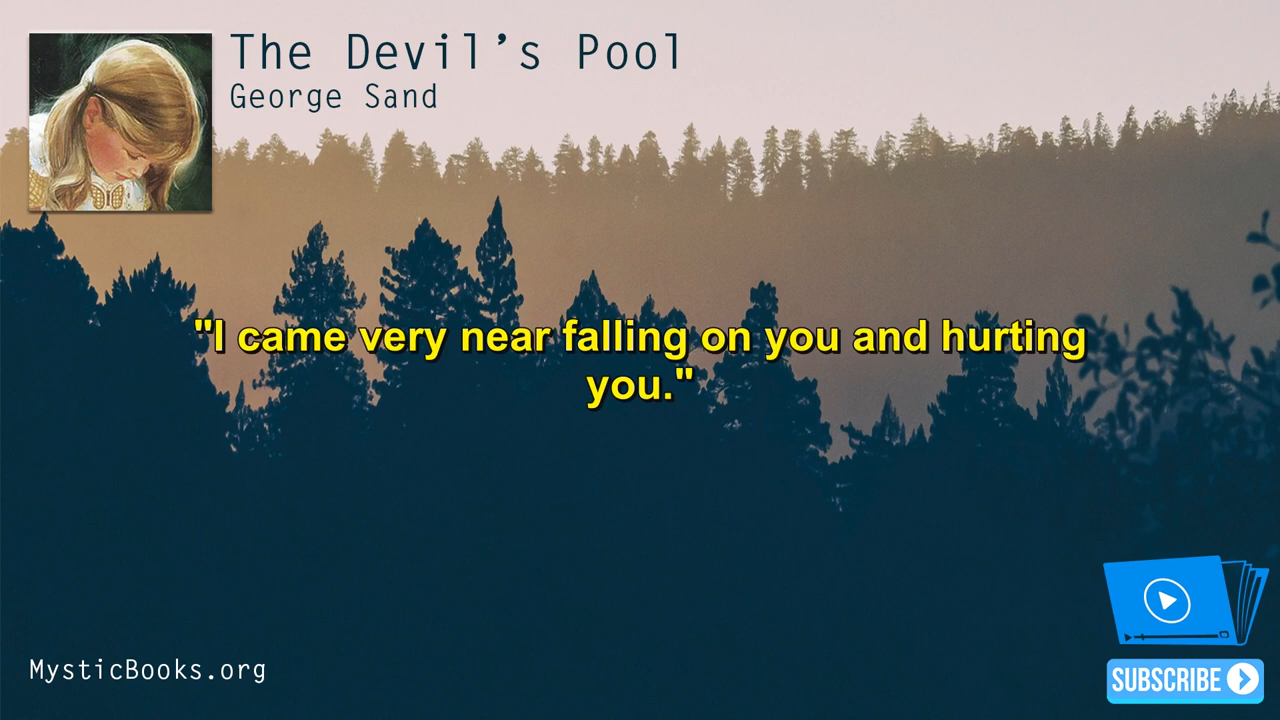 The Devil’s Pool
George Sand
"I came very near falling on you and hurting
you."
MysticBooks.org
SUBSCRIBE